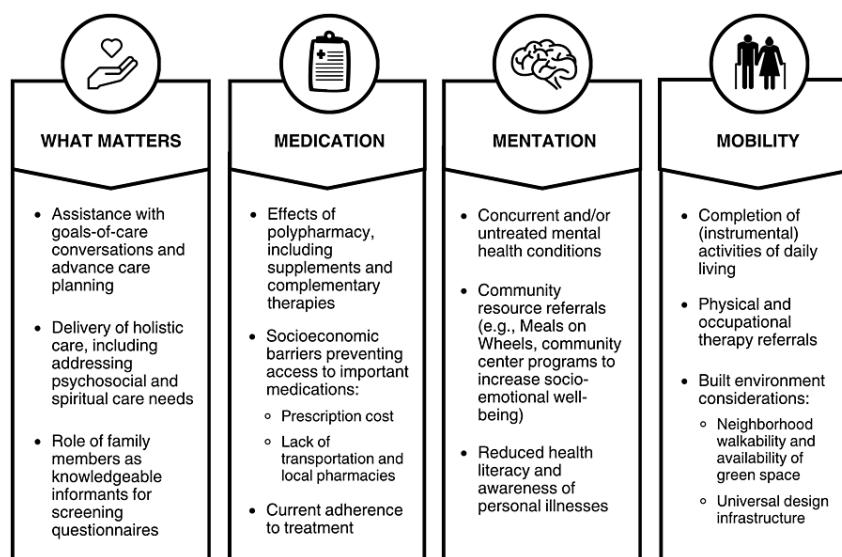 WHAT MATTERS
• Assistance with
goals-of-care
conversations and
advance care
planning
• Delivery of holistic
care, including
addressing
psychosocial and
spiritual care needs
• Role of family
members as
knowledgeable
informants for
screening
questionnaires
MEDICATION
• Effects of
polypharmacy,
including
supplements and
complementary
therapies
• Socioeconomic
barriers preventing
access to important
medications:
◦ Prescription cost
◦ Lack of
transportation and
local pharmacies
• Current adherence
to treatment
MENTATION
• Concurrent and/or
untreated mental
health conditions
• Community
resource referrals
(e.g., Meals on
Wheels, community
center programs to
increase socio-
emotional well-
being)
• Reduced health
literacy and
awareness of
personal illnesses
MOBILITY
• Completion of
(instrumental)
activities of daily
living
• Physical and
occupational
therapy referrals
• Built environment
considerations:
◦ Neighborhood
walkability and
availability of
green space
◦ Universal design
infrastructure